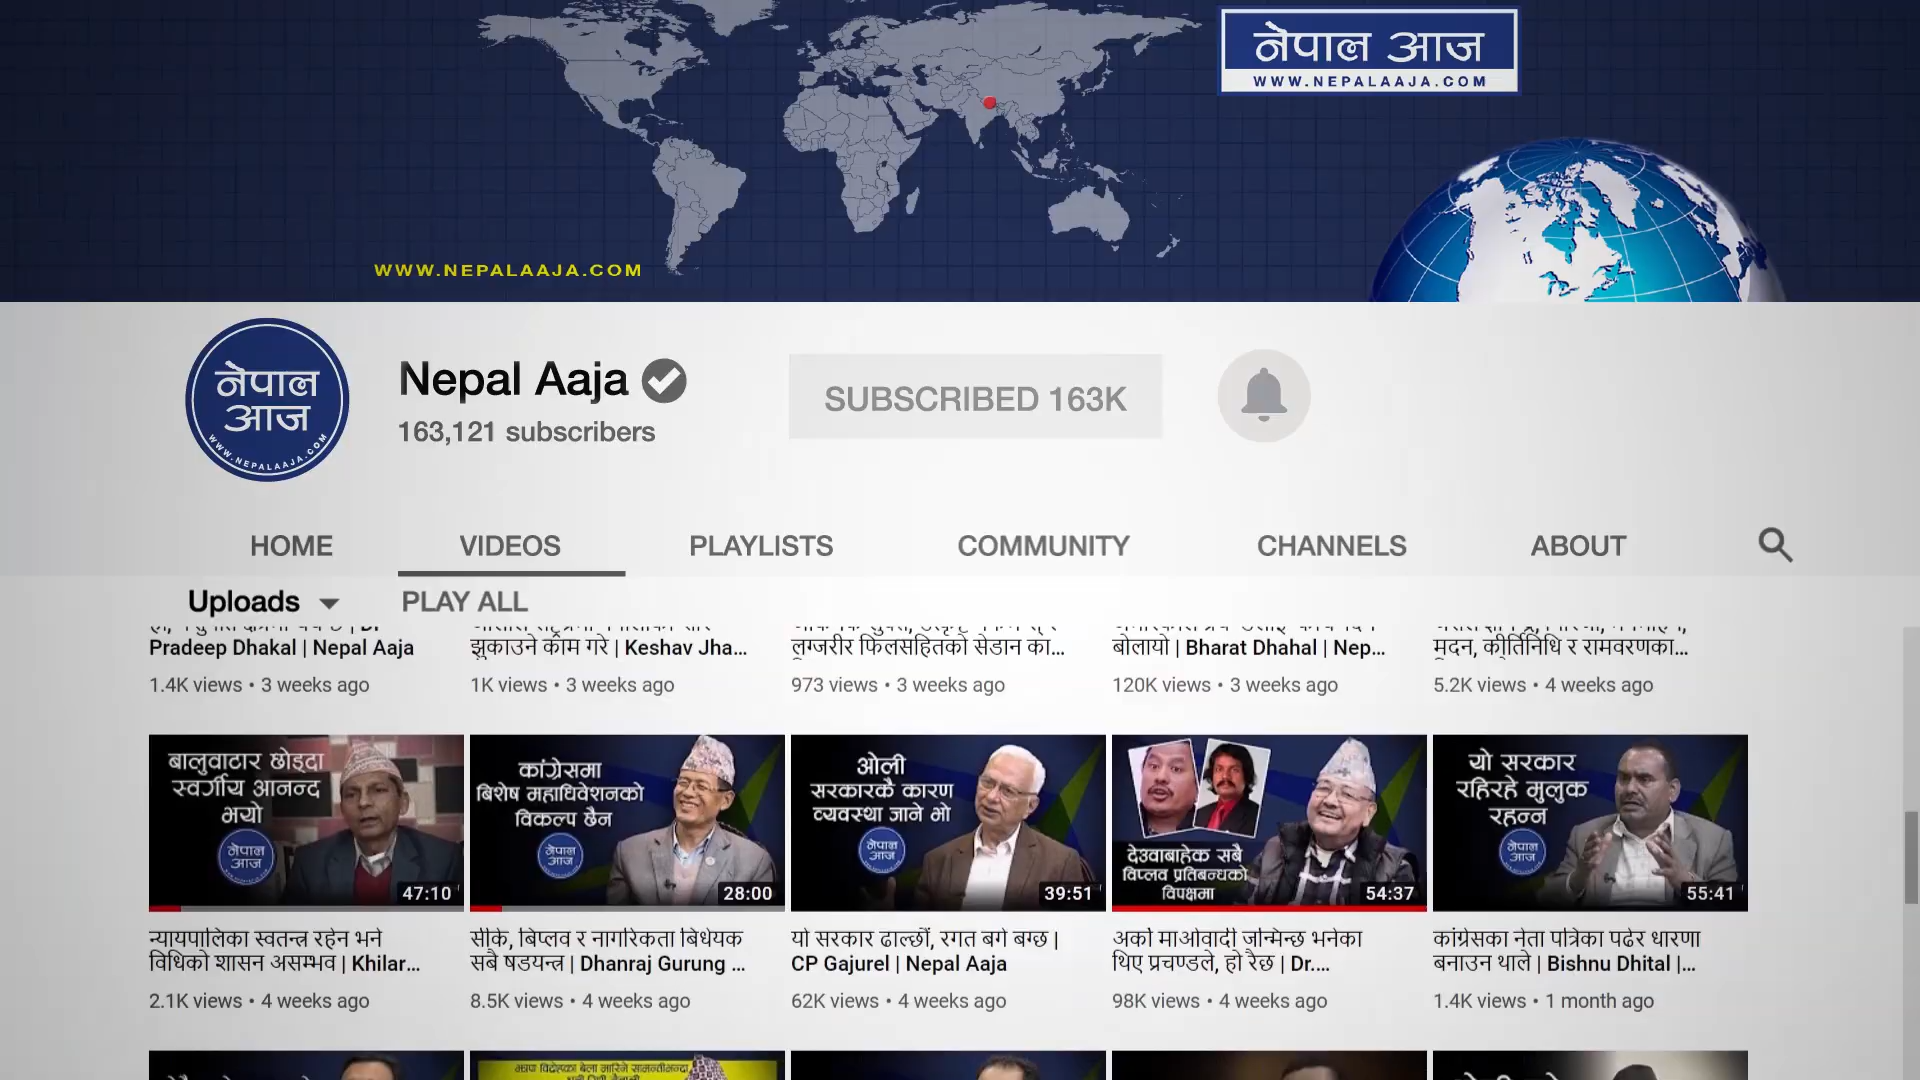 नेपाल आज
WWW.NEPALAAJA.COM
WWW.NEPALAAJA.COM
नेपाल
आज
WWW.NEPALAAJA.COM
Nepal Aaja
163,121 subscribers
SUBSCRIBED 163K
HOME VIDEOS PLAYLISTS COMMUNITY CHANNELS ABOUT
Uploads PLAY ALL
Pradeep Dhakal | Nepal Aaja
1.4K views • 3 weeks ago
झुकाउने काम गरे | Keshav Jha...
1K views • 3 weeks ago
लग्जरीर फिलसहितको सेडान का...
973 views • 3 weeks ago
बोलायो | Bharat Dhahal | Nep...
120K views • 3 weeks ago
मदन, कीर्तिनिधि र रामवरणका...
5.2K views • 4 weeks ago
बालुवाटार छोड्दा
स्वर्गीय आनन्द
भयो
नेपाल
आज
47:10
न्यायपालिका स्वतन्त्र रहेन भने
विधिको शासन असम्भव | Khilar...
2.1K views • 4 weeks ago
कांग्रेसमा
बिशेष महाधिवेशनको
विकल्प छैन
नेपाल
आज
28:00
सीके, बिप्लव र नागरिकता बिधेयक
सबै षडयन्त्र | Dhanraj Gurung ...
8.5K views • 4 weeks ago
ओली
सरकारकै कारण
व्यवस्था जाने भो
नेपाल
आज
39:51
यो सरकार ढाल्छौं, रगत बगे बग्छ |
CP Gajurel | Nepal Aaja
62K views • 4 weeks ago
देउवाबाहेक सबै
विप्लव प्रतिबन्धको
विपक्षमा
54:37
अर्को माओवादी जन्मिन्छ भनेका
थिए प्रचण्डले, हो रैछ | Dr....
98K views • 4 weeks ago
यो सरकार
रहिरहे मुलुक
रहन्न
नेपाल
आज
55:41
कांग्रेसका नेता पत्रिका पढेर धारणा
बनाउन थाले | Bishnu Dhital |...
1.4K views • 1 month ago